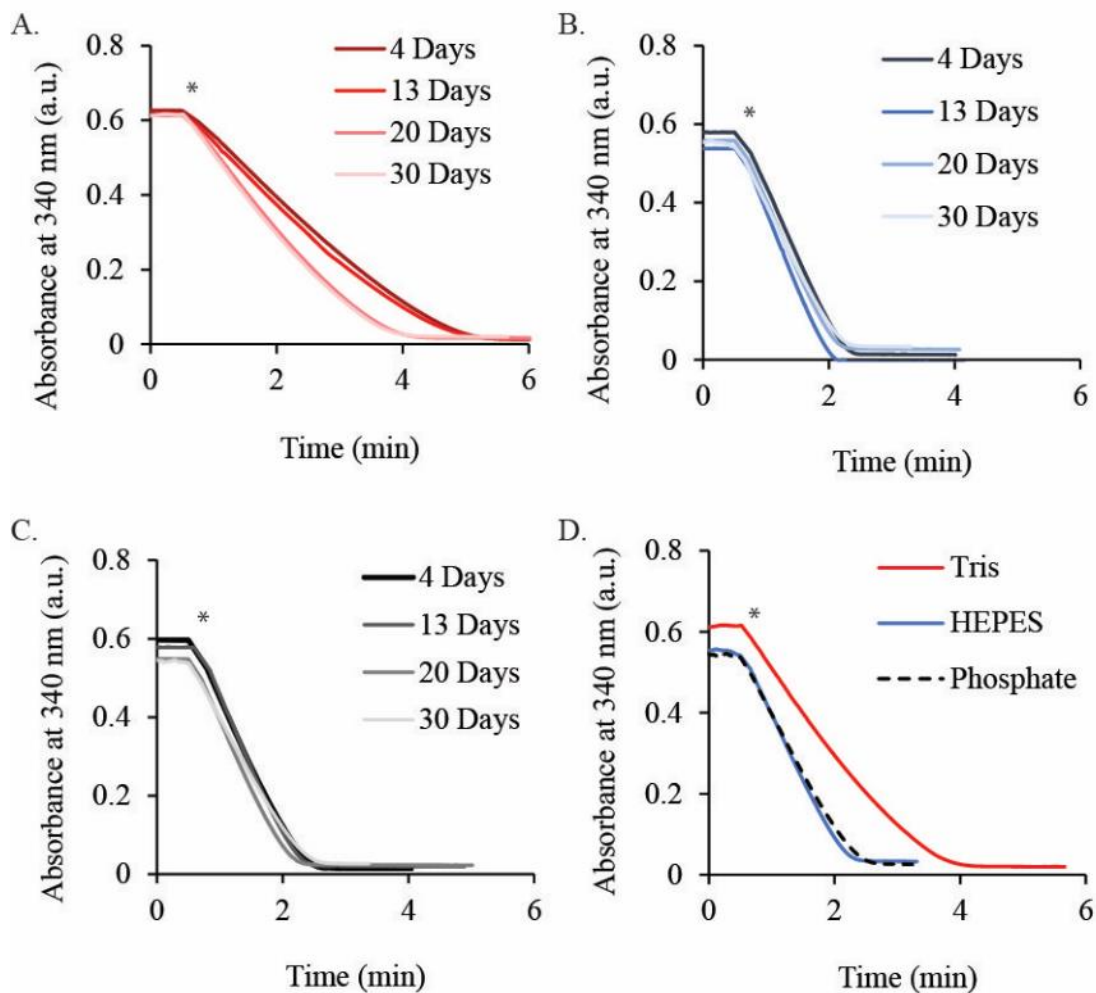 A.
Absorbance at 340 nm (a.u.)
0.8
0.6
0.4
0.2
0
*
4 Days
13 Days
20 Days
30 Days
0 2 4 6
Time (min)
B.
Absorbance at 340 nm (a.u.)
0.8
0.6
0.4
0.2
0
*
4 Days
13 Days
20 Days
30 Days
0 2 4 6
Time (min)
C.
Absorbance at 340 nm (a.u.)
0.8
0.6
0.4
0.2
0
*
4 Days
13 Days
20 Days
30 Days
0 2 4 6
Time (min)
D.
Absorbance at 340 nm (a.u.)
0.8
0.6
0.4
0.2
0
*
Tris
HEPES
Phosphate
0 2 4 6
Time (min)